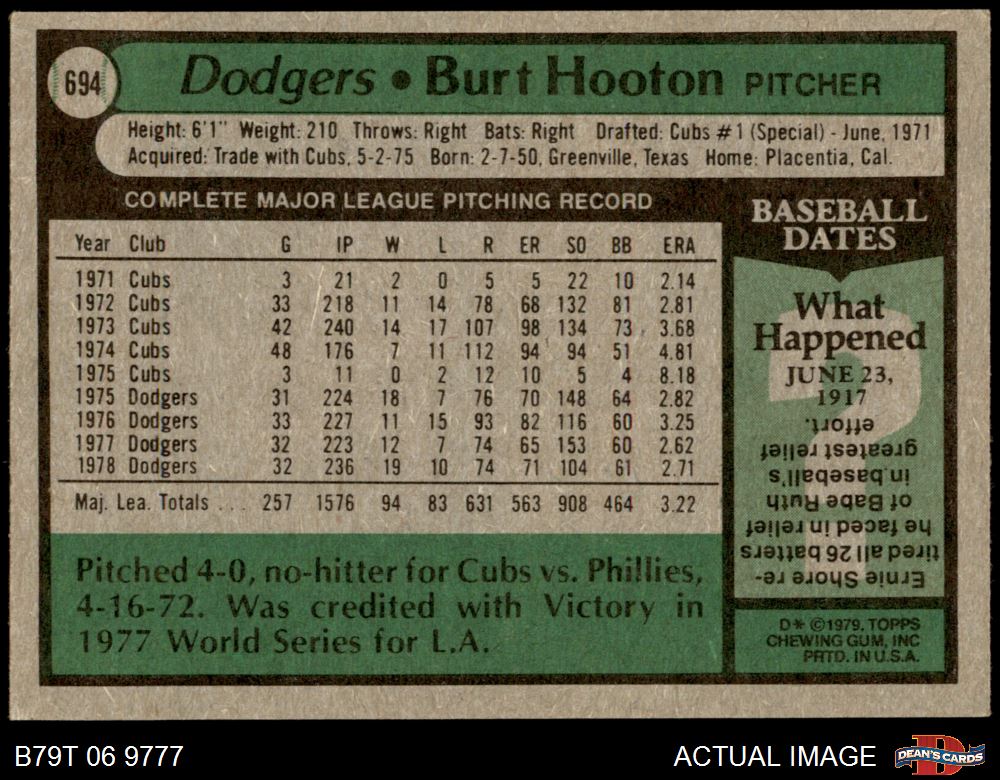 694
Dodgers • Burt Hooton PITCHER
Height: 6'1" Weight: 210 Throws: Right Bats: Right Drafted: Cubs #1 (Special) - June, 1971
Acquired: Trade with Cubs, 5-2-75 Born: 2-7-50, Greenville, Texas Home: Placentia, Cal.
COMPLETE MAJOR LEAGUE PITCHING RECORD
Year Club G IP W L R ER SO BB ERA
1971 Cubs 3 21 2 0 5 5 22 10 2.14
1972 Cubs 33 218 11 14 78 68 132 81 2.81
1973 Cubs 42 240 14 17 107 98 134 73 3.68
1974 Cubs 48 176 7 11 112 94 94 51 4.81
1975 Cubs 3 11 0 2 12 10 5 4 8.18
1975 Dodgers 31 224 18 7 76 70 148 64 2.82
1976 Dodgers 33 227 11 15 93 82 116 60 3.25
1977 Dodgers 32 223 12 7 74 65 153 60 2.62
1978 Dodgers 32 236 19 10 74 71 104 61 2.71
Maj. Lea. Totals ... 257 1576 94 83 631 563 908 464 3.22
Pitched 4-0, no-hitter for Cubs vs. Phillies,
4-16-72. Was credited with Victory in
1977 World Series for L.A.
BASEBALL
DATES
What
Happened
JUNE 23,
1917
Ernie Shore re-
tired all 26 batters
he faced in relief
of Babe Ruth
in baseball's
greatest relief
effort.
D* ©1979. TOPPS
CHEWING GUM, INC
PRTD. IN U.S.A.
B79T 06 9777
ACTUAL IMAGE
D
DEAN'S CARDS